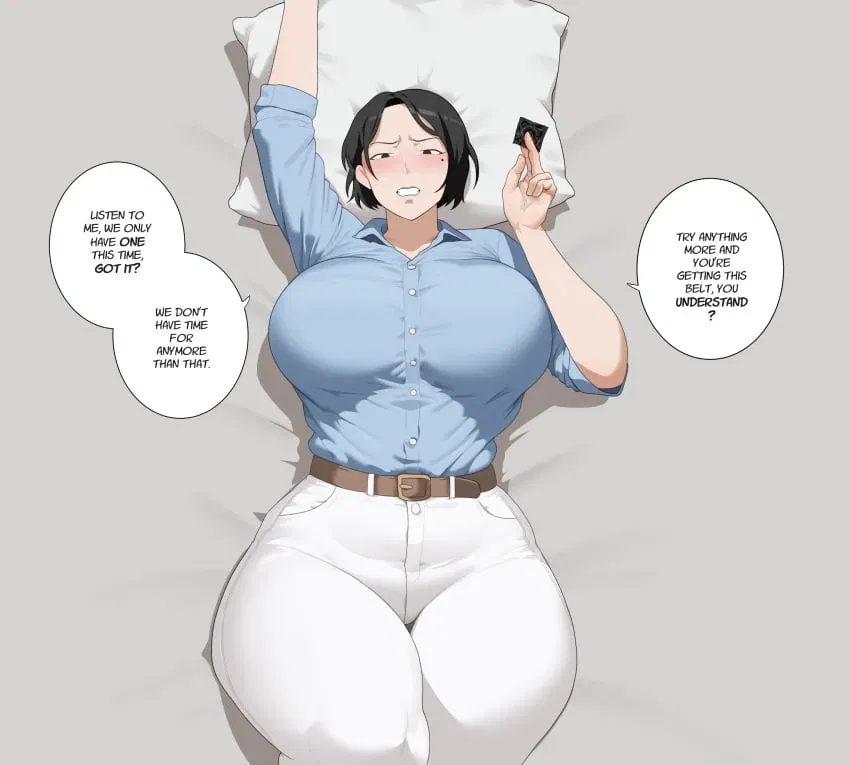 LISTEN TO
ME, WE ONLY
HAVE ONE
THIS TIME,
GOT IT?
WE DON'T
HAVE TIME
FOR
ANYMORE
THAN THAT.
TRY ANYTHING
MORE AND
YOU'RE
GETTING THIS
BELT, YOU
UNDERSTAND
?